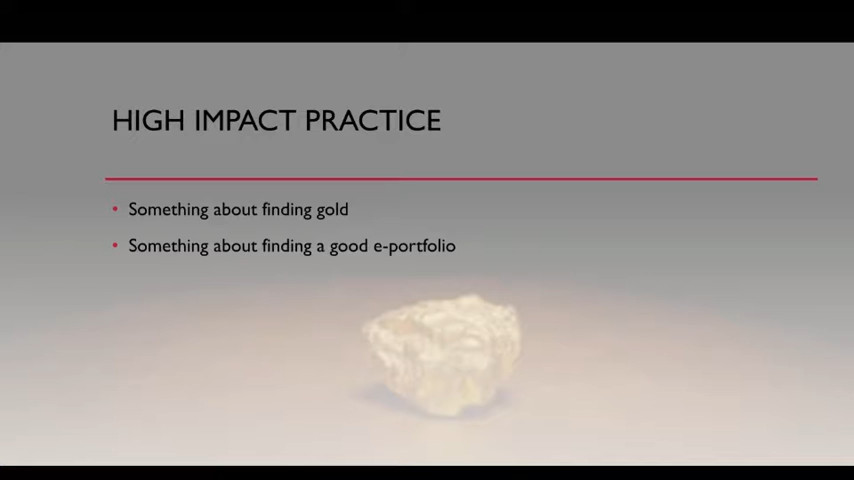 HIGH IMPACT PRACTICE
• Something about finding gold
• Something about finding a good e-portfolio